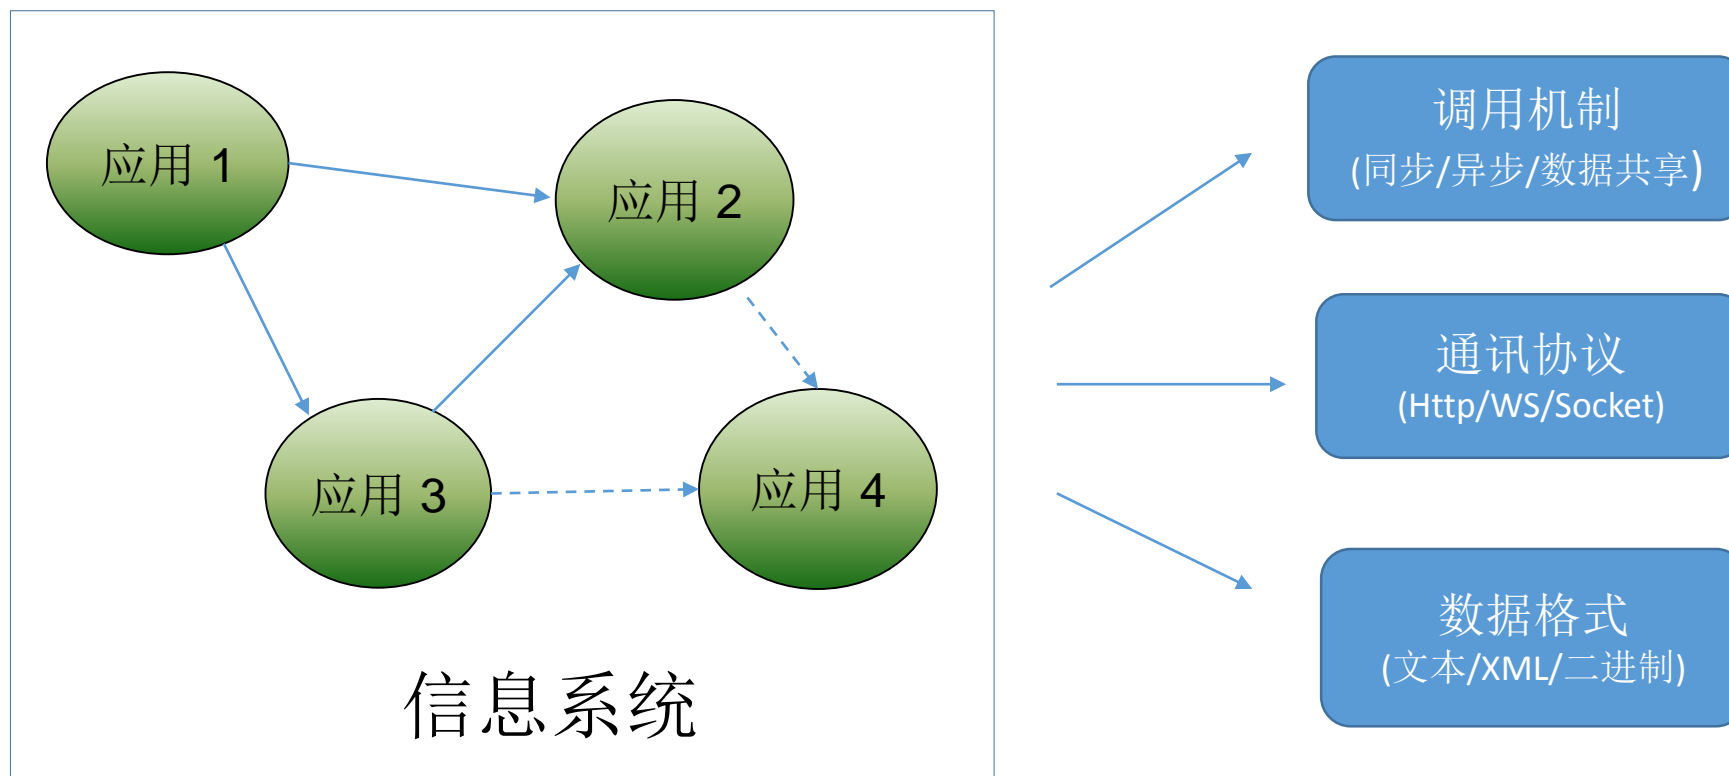 应用 1
应用 2
应用 3
应用 4
信息系统
调用机制
(同步/异步/数据共享)
通讯协议
(Http/WS/Socket)
数据格式
(文本/XML/二进制)